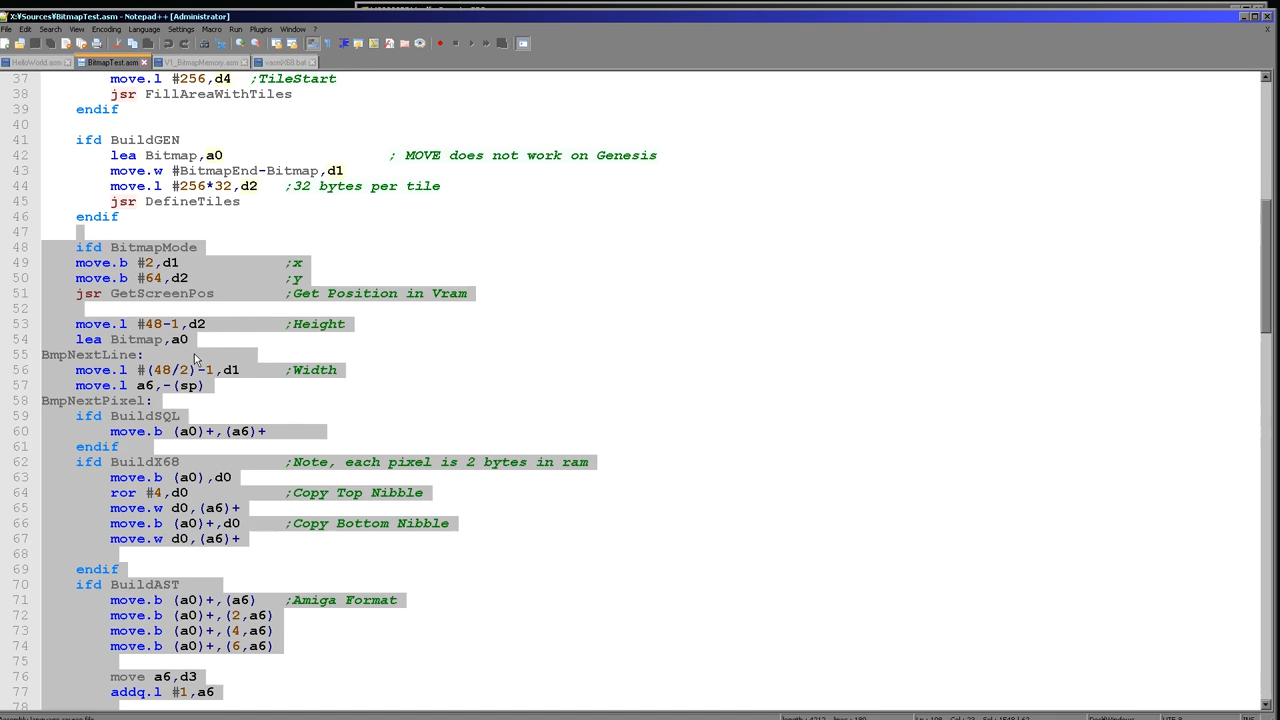 X:¥Sources¥BitmapTest.asm - Notepad++ [Administrator]
File Edit Search View Encoding Language Settings Macro Run Plugins Window ? X
HelloWorld.asm BitmapTest.asm V1_BitmapMemory.asm vasmX68.bat
37 move.l #256,d4 ;TileStart
38 jsr FillAreaWithTiles
39 endif
40
41 ifd BuildGEN
42 lea Bitmap,a0 ; MOVE does not work on Genesis
43 move.w #BitmapEnd-Bitmap,d1
44 move.l #256*32,d2 ;32 bytes per tile
45 jsr DefineTiles
46 endif
47
48 ifd BitmapMode
49 move.b #2,d1 ;x
50 move.b #64,d2 ;y
51 jsr GetScreenPos ;Get Position in Vram
52
53 move.l #48-1,d2 ;Height
54 lea Bitmap,a0
55 BmpNextLine:
56 move.l #(48/2)-1,d1 ;Width
57 move.l a6,-(sp)
58 BmpNextPixel:
59 ifd BuildSQL
60 move.b (a0)+,(a6)+
61 endif
62 ifd BuildX68 ;Note, each pixel is 2 bytes in ram
63 move.b (a0),d0
64 ror #4,d0 ;Copy Top Nibble
65 move.w d0,(a6)+
66 move.b (a0)+,d0 ;Copy Bottom Nibble
67 move.w d0,(a6)+
68
69 endif
70 ifd BuildAST
71 move.b (a0)+,(a6) ;Amiga Format
72 move.b (a0)+,(2,a6)
73 move.b (a0)+,(4,a6)
74 move.b (a0)+,(6,a6)
75
76 move a6,d3
77 addq.l #1,a6
78